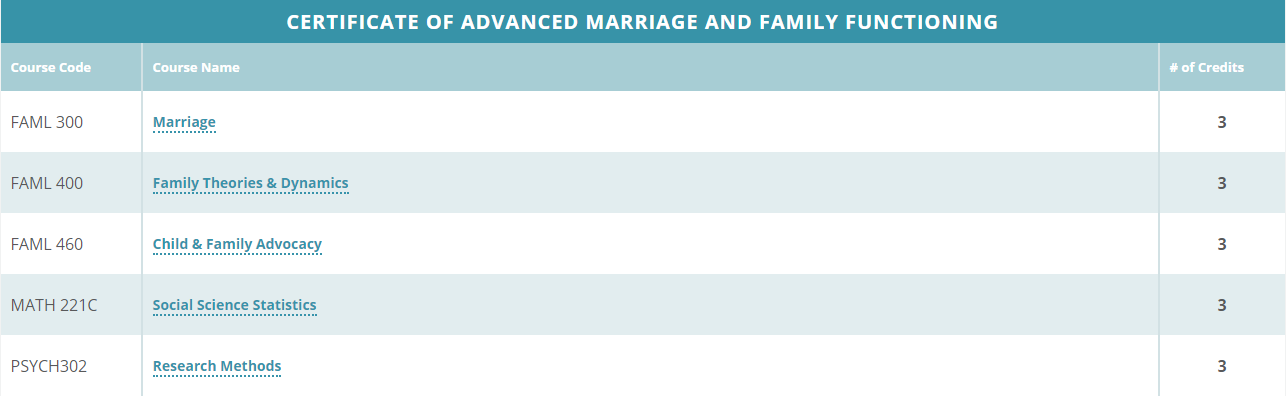 CERTIFICATE OF ADVANCED MARRIAGE AND FAMILY FUNCTIONING
Course Code Course Name # of Credits
FAML 300 Marriage 3
FAML 400 Family Theories & Dynamics 3
FAML 460 Child & Family Advocacy 3
MATH 221C Social Science Statistics 3
PSYCH302 Research Methods 3